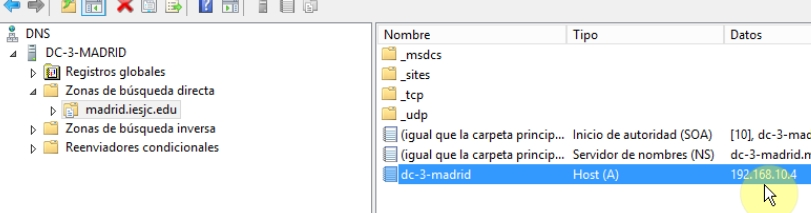 DNS
DC-3-MADRID
Registros globales
Zonas de búsqueda directa
madrid.iesjc.edu
Zonas de búsqueda inversa
Reenviadores condicionales
Nombre Tipo Datos
_msdcs
_sites
_tcp
_udp
(igual que la carpeta princip... Inicio de autoridad (SOA) [10], dc-3-mad
(igual que la carpeta princip... Servidor de nombres (NS) dc-3-madrid.m
dc-3-madrid Host (A) 192.168.10.4